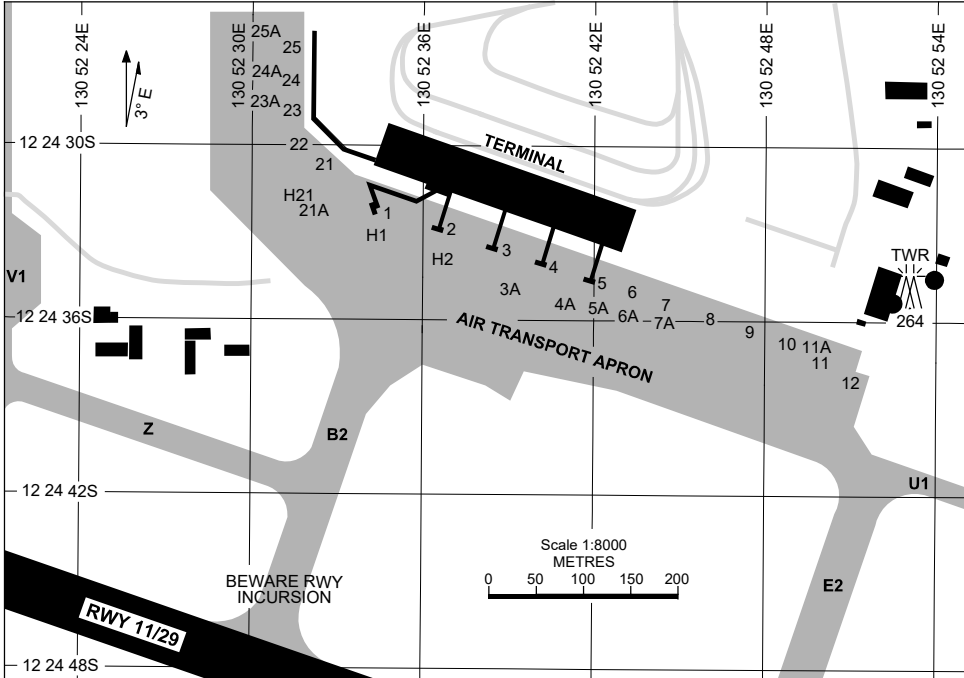 130 52 24E
130 52 30E
130 52 36E
130 52 42E
130 52 48E
130 52 54E
3° E
25A
25
24A
24
23A
23
12 24 30S
22
21
TERMINAL
H21
21A
1
H1
2
H2
3
4
5
3A
4A
5A
6
6A
7
7A
8
9
10
11A
11
12
TWR
264
V1
12 24 36S
AIR TRANSPORT APRON
Z
B2
12 24 42S
U1
E2
Scale 1:8000
METRES
0 50 100 150 200
BEWARE RWY
INCURSION
RWY 11/29
12 24 48S